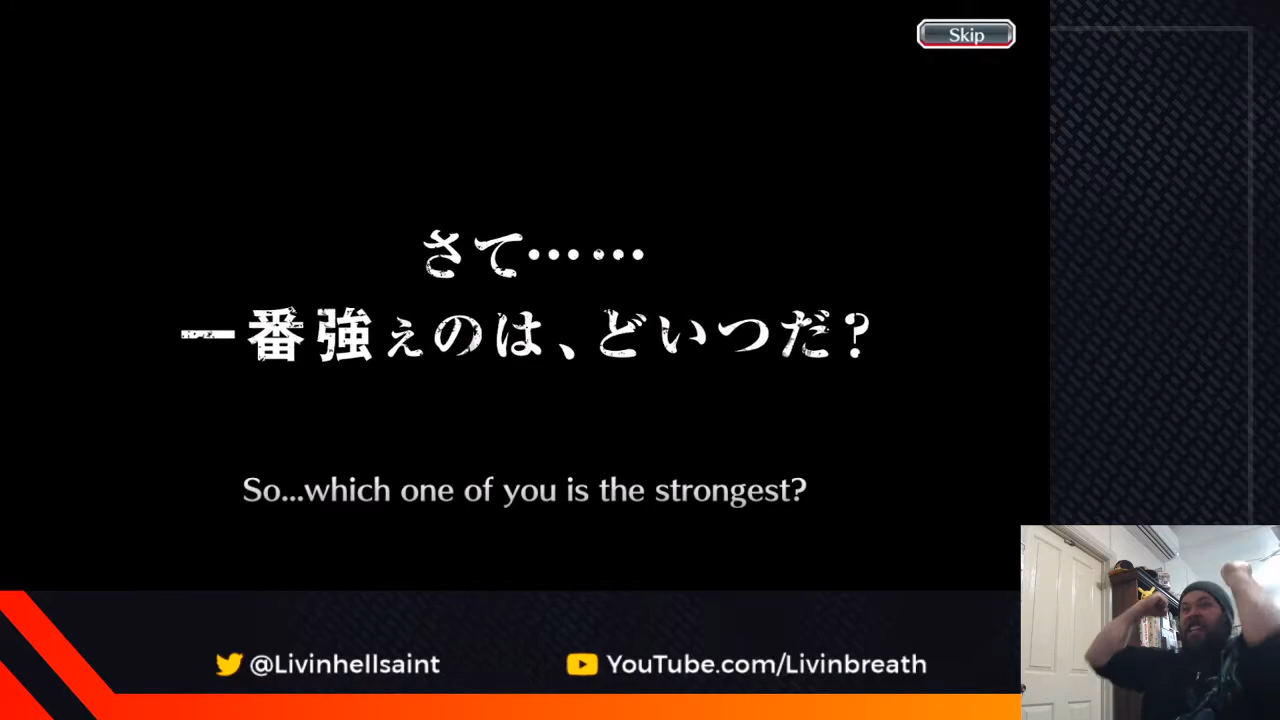 Skip
さて……
一番強ぇのは、どいつだ？
So...which one of you is the strongest?
@Livinhellsaint
YouTube.com/Livinbreath